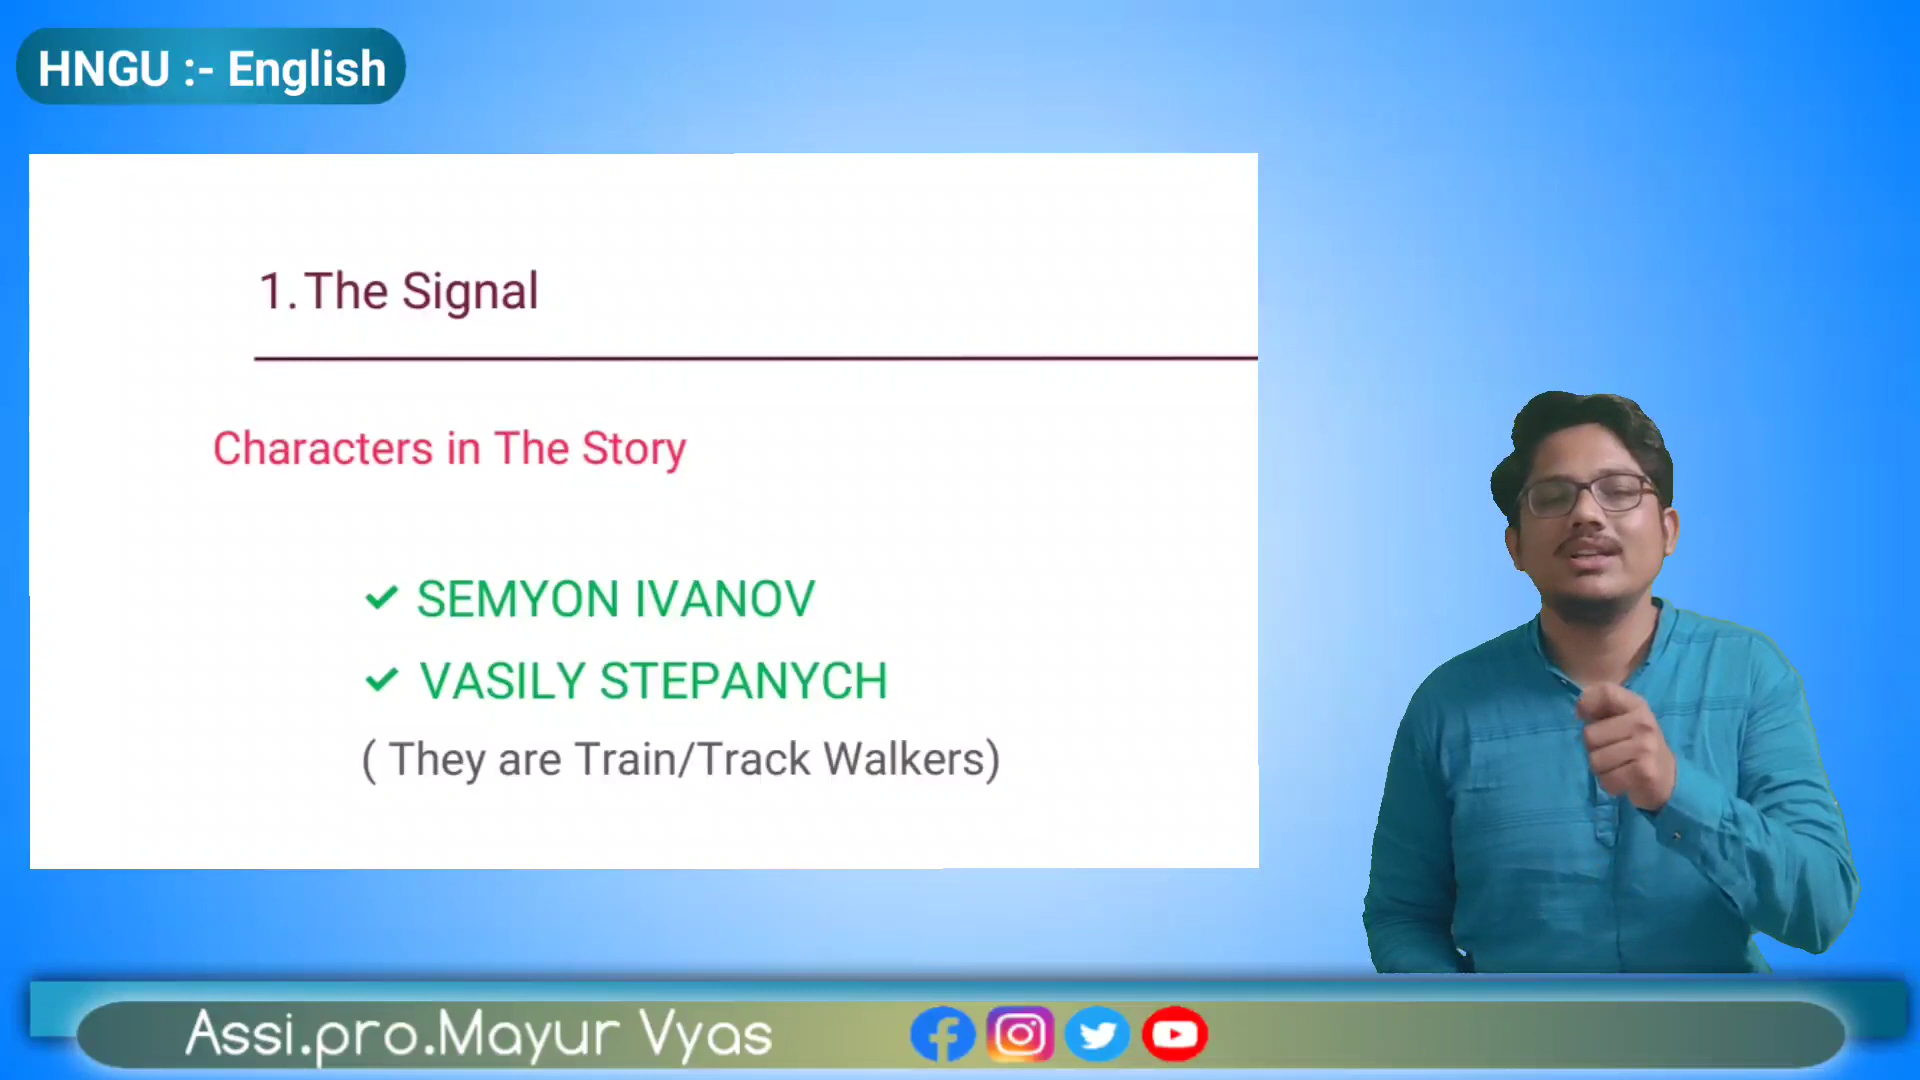 HNGU :- English
1. The Signal
Characters in The Story
✔ SEMYON IVANOV
✔ VASILY STEPANYCH
( They are Train/Track Walkers)
Assi.pro.Mayur Vyas